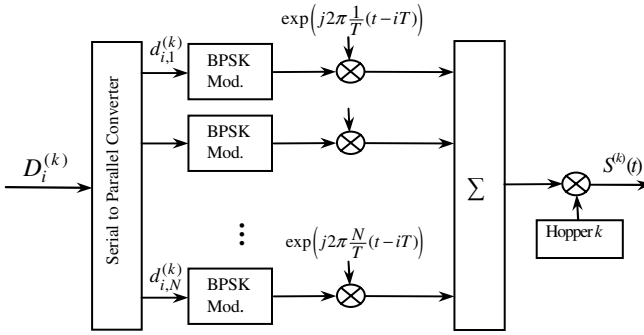 exp(j2π 1/T (t−iT))
d_{i,1}^{(k)}
BPSK
Mod.
BPSK
Mod.
D_i^{(k)}
Serial to Parallel Converter
Σ
S^{(k)}(t)
Hopper k
exp(j2π N/T (t−iT))
d_{i,N}^{(k)}
BPSK
Mod.